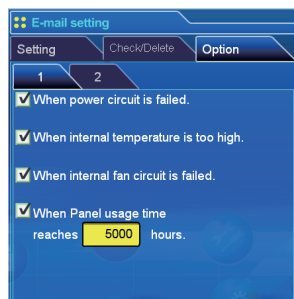 E-mail setting
Setting Check/Delete Option
1 2
When power circuit is failed.
When internal temperature is too high.
When internal fan circuit is failed.
When Panel usage time
reaches 5000 hours.